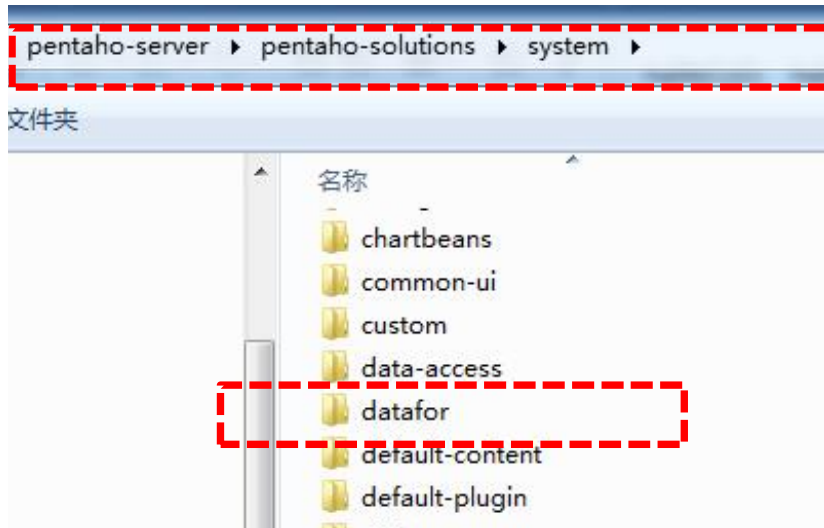 pentaho-server ▸ pentaho-solutions ▸ system ▸
文件夹
名称
chartbeans
common-ui
custom
data-access
datafor
default-content
default-plugin